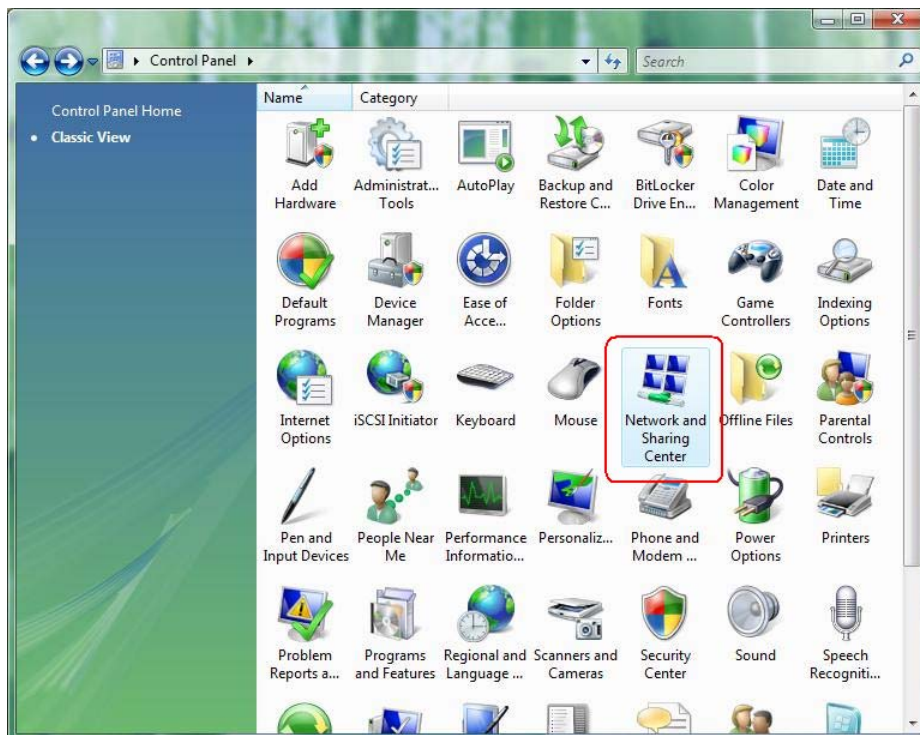 Control Panel
Search
Control Panel Home
Classic View
Name Category
Add Hardware
Administrat... Tools
AutoPlay
Backup and Restore C...
BitLocker Drive En...
Color Management
Date and Time
Default Programs
Device Manager
Ease of Acce...
Folder Options
Fonts
Game Controllers
Indexing Options
Internet Options
iSCSI Initiator
Keyboard
Mouse
Network and Sharing Center
Offline Files
Parental Controls
Pen and Input Devices
People Near Me
Performance Informatio...
Personaliz...
Phone and Modem ...
Power Options
Printers
Problem Reports a...
Programs and Features
Regional and Language ...
Scanners and Cameras
Security Center
Sound
Speech Recogniti...